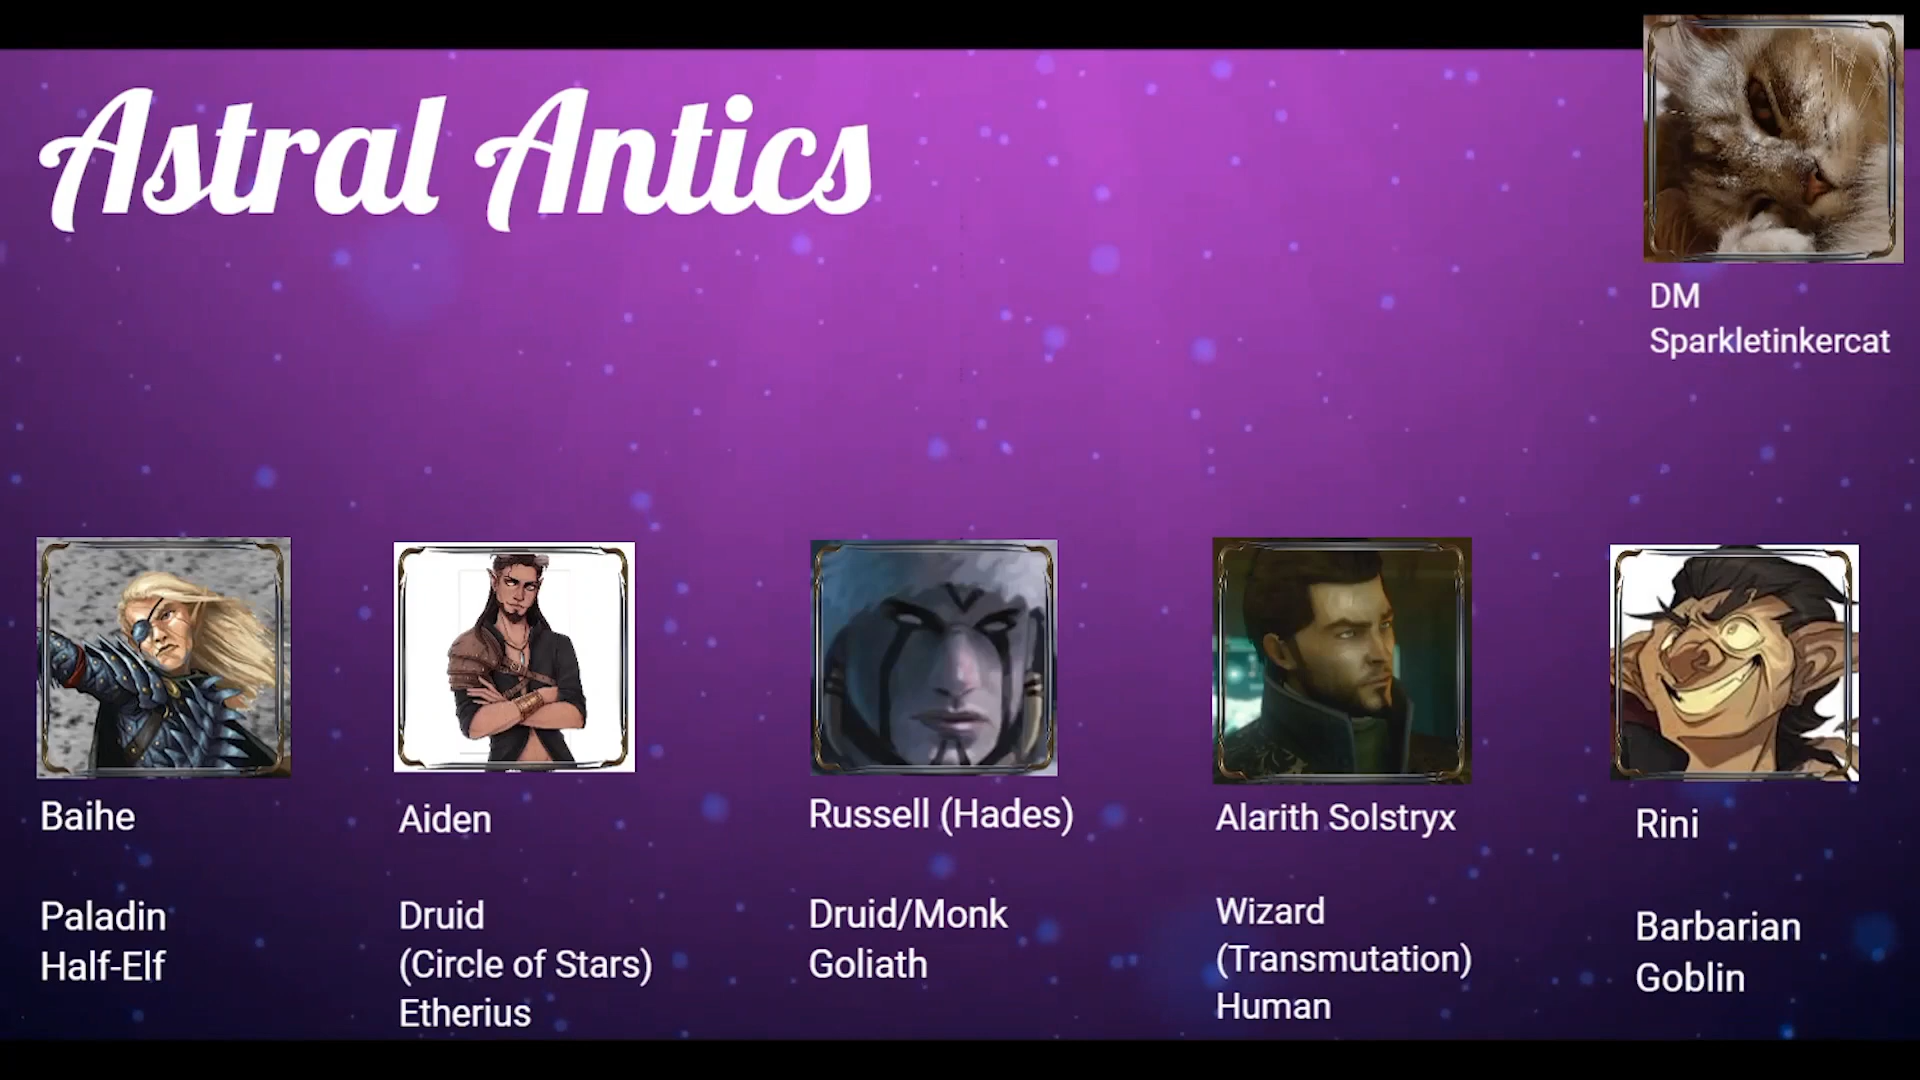 Astral Antics
DM
Sparkletinkercat
Baihe
Paladin
Half-Elf
Aiden
Druid
(Circle of Stars)
Etherius
Russell (Hades)
Druid/Monk
Goliath
Alarith Solstryx
Wizard
(Transmutation)
Human
Rini
Barbarian
Goblin